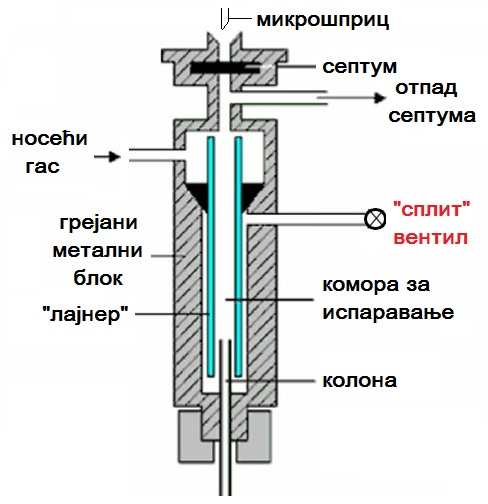 микрошприц
септум
отпад
септума
носећи
гас
"сплит"
вентил
грејани
метални
блок
"лајнер"
комора за
испаравање
колона